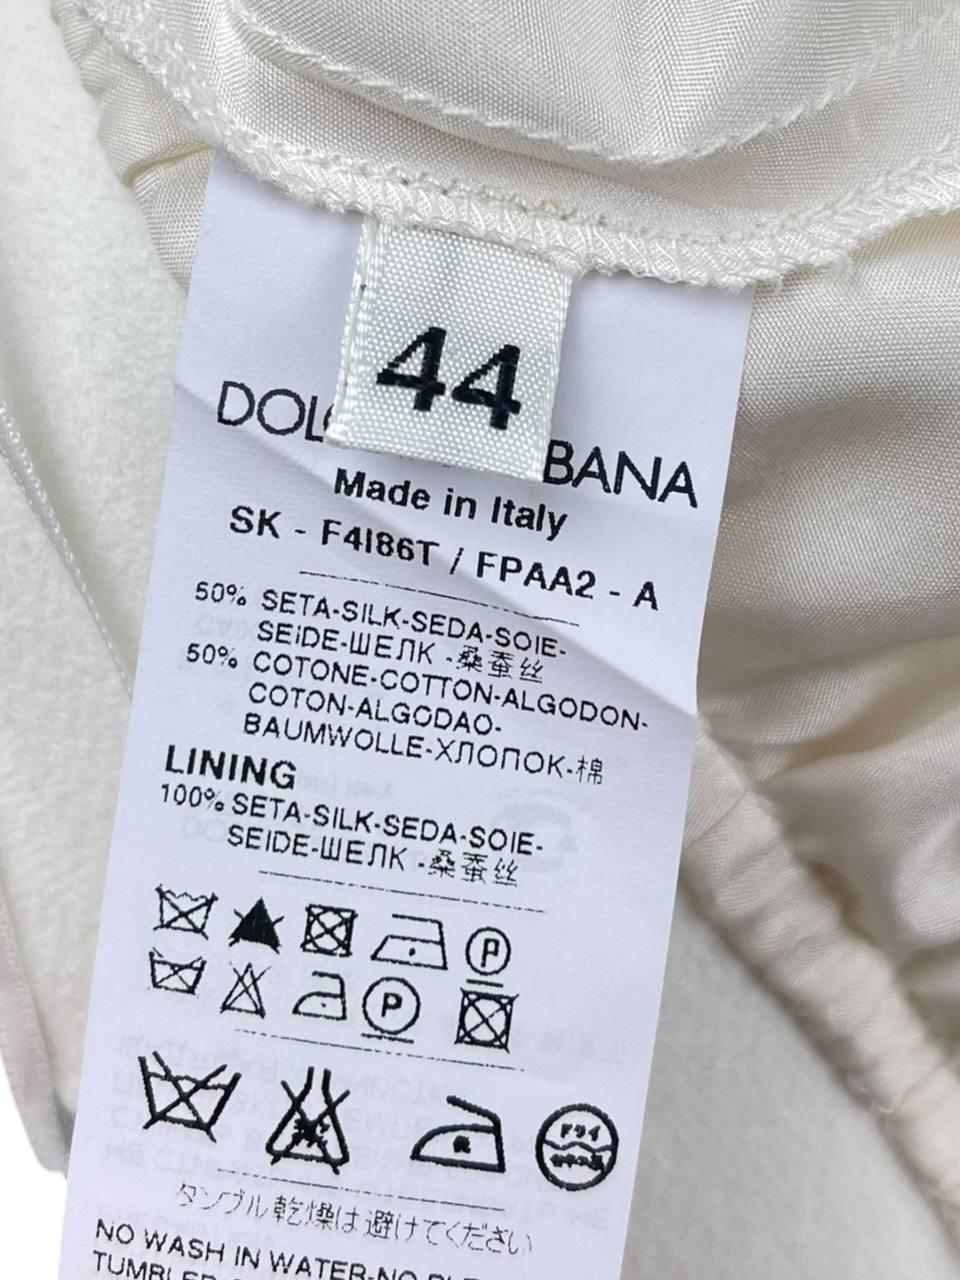 44
DOL BANA
Made in Italy
SK - F4I86T / FPAA2 - A
50% SETA-SILK-SEDA-SOIE-
SEIDE-ШЕЛК -桑蚕丝
50% COTONE-COTTON-ALGODON-
COTON-ALGODAO-
BAUMWOLLE-ХЛОПОК-棉
LINING
100% SETA-SILK-SEDA-SOIE-
SEIDE-ШЕЛК -桑蚕丝
P
P
ドライ
タンブル乾燥は避けてください
NO WASH IN WATER-NO